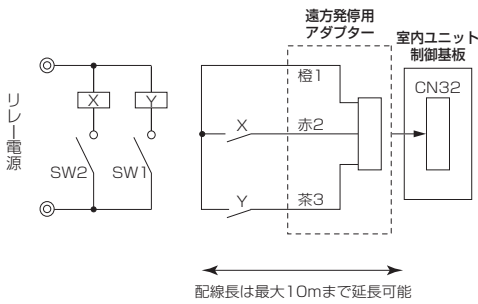 遠方発停用
アダプター
室内ユニット
制御基板
CN32
橙1
X
Y
X
赤2
リレー電源
SW2
SW1
Y
茶3
配線長は最大10mまで延長可能